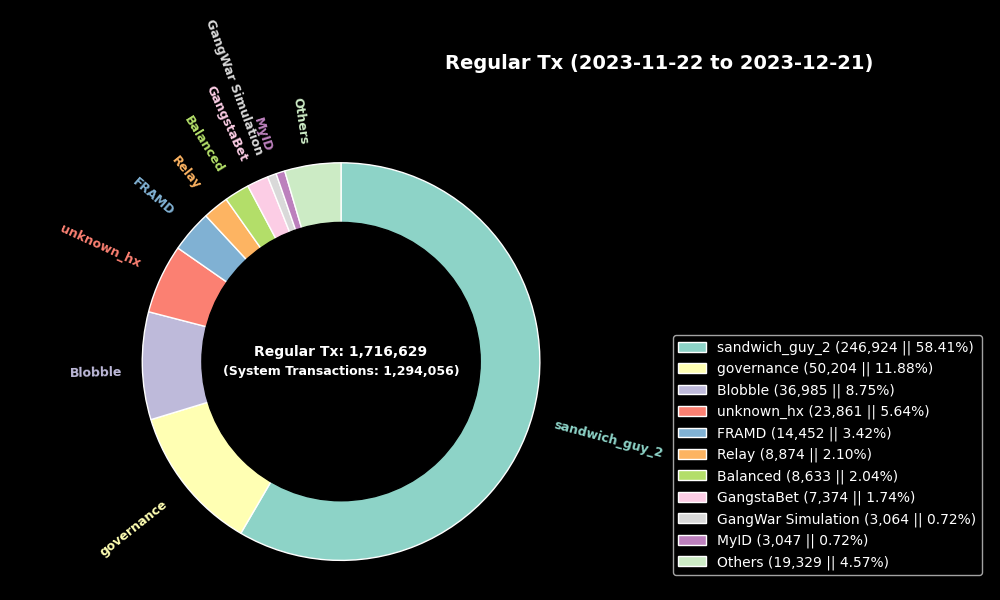 Regular Tx (2023-11-22 to 2023-12-21)
GangWar Simulation
GangstaBet
MyID
Others
Balanced
Relay
FRAMD
unknown_hx
Blobble
governance
sandwich_guy_2
Regular Tx: 1,716,629
(System Transactions: 1,294,056)
sandwich_guy_2 (246,924 || 58.41%)
governance (50,204 || 11.88%)
Blobble (36,985 || 8.75%)
unknown_hx (23,861 || 5.64%)
FRAMD (14,452 || 3.42%)
Relay (8,874 || 2.10%)
Balanced (8,633 || 2.04%)
GangstaBet (7,374 || 1.74%)
GangWar Simulation (3,064 || 0.72%)
MyID (3,047 || 0.72%)
Others (19,329 || 4.57%)